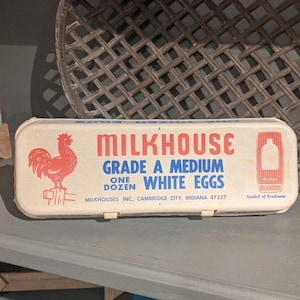 MILKHOUSE
GRADE A MEDIUM
ONE DOZEN WHITE EGGS
MILKHOUSES INC., CAMBRIDGE CITY, INDIANA 47327
Symbol of Freshness